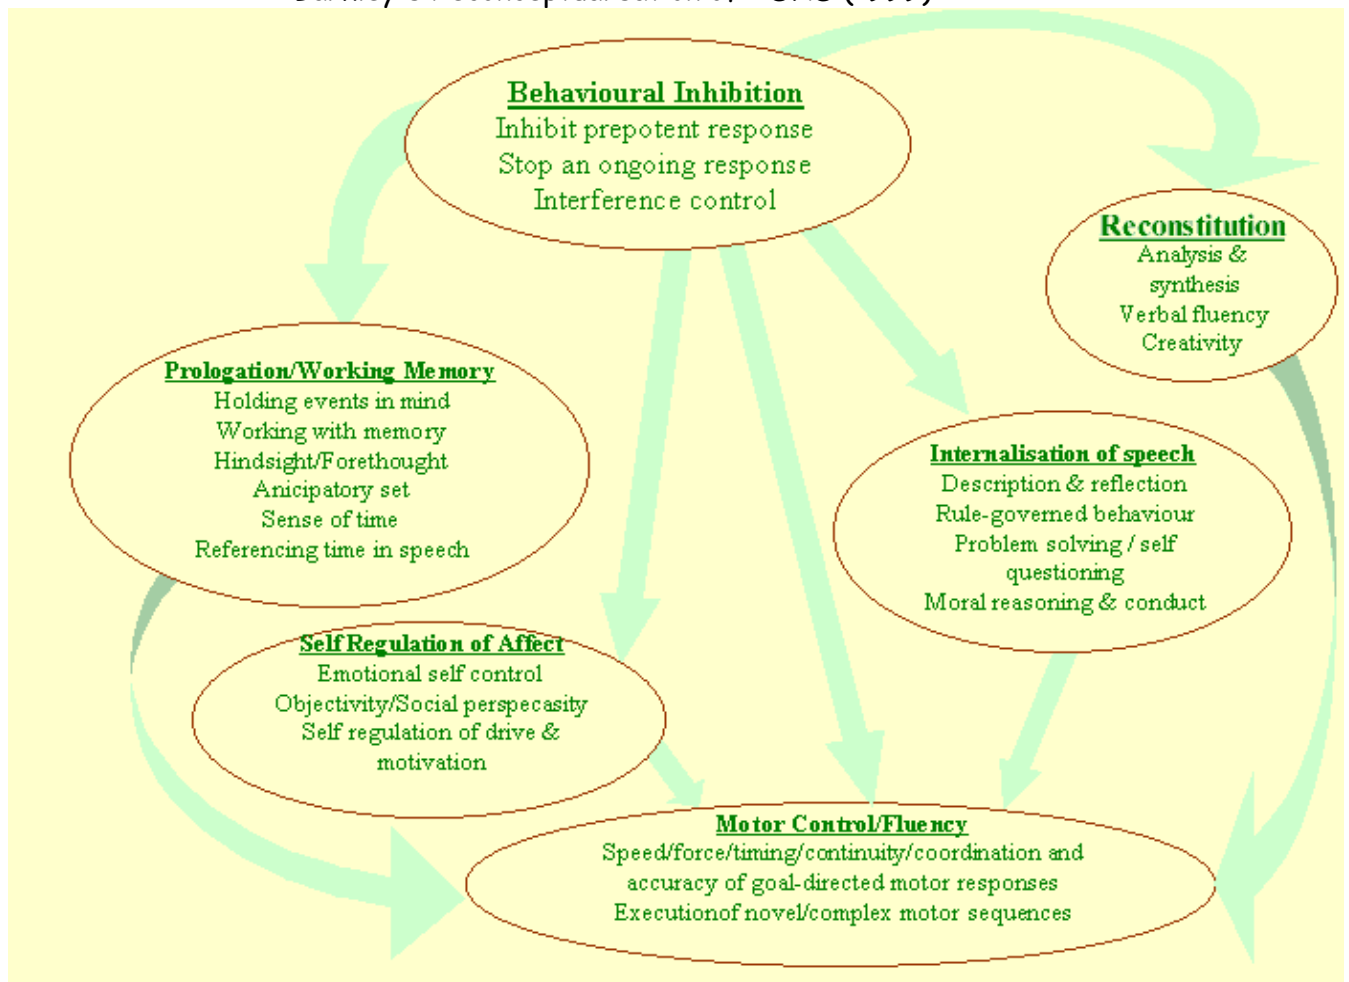 Behavioural Inhibition
Inhibit prepotent response
Stop an ongoing response
Interference control
Reconstitution
Analysis &
synthesis
Verbal fluency
Creativity
Prologation/Working Memory
Holding events in mind
Working with memory
Hindsight/Forethought
Anicipatory set
Sense of time
Referencing time in speech
Internalisation of speech
Description & reflection
Rule-governed behaviour
Problem solving / self
questioning
Moral reasoning & conduct
Self Regulation of Affect
Emotional self control
Objectivity/Social perspecasity
Self regulation of drive &
motivation
Motor Control/Fluency
Speed/force/timing/continuity/coordination and
accuracy of goal-directed motor responses
Executionof novel/complex motor sequences